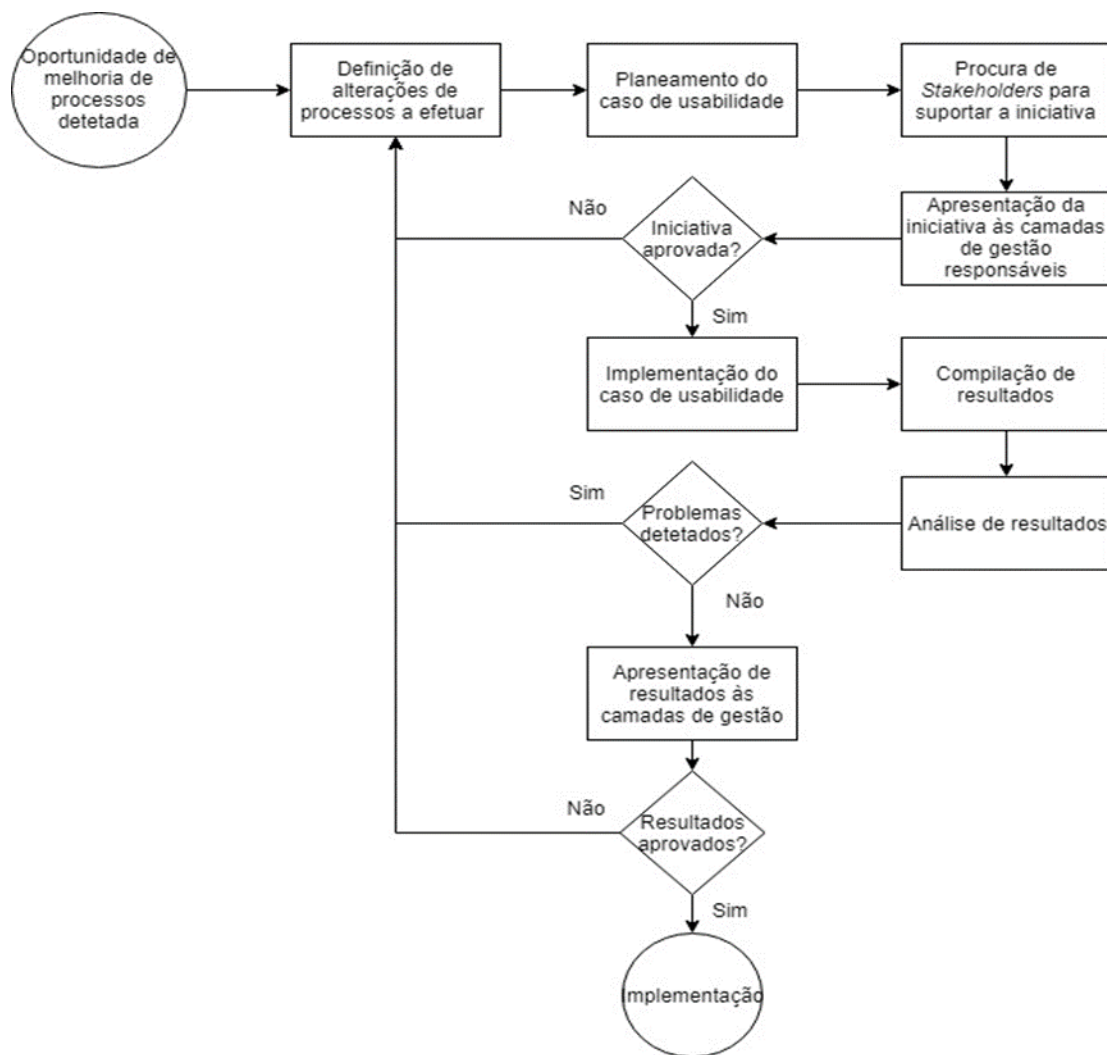 Oportunidade de
melhoria de
processos
detetada
Definição de
alterações de
processos a efetuar
Planeamento do
caso de usabilidade
Procura de
Stakeholders para
suportar a iniciativa
Apresentação da
iniciativa às camadas
de gestão
responsáveis
Não
Iniciativa
aprovada?
Sim
Implementação do
caso de usabilidade
Compilação de
resultados
Análise de resultados
Sim
Problemas
detetados?
Não
Apresentação de
resultados às
camadas de gestão
Não
Resultados
aprovados?
Sim
Implementação